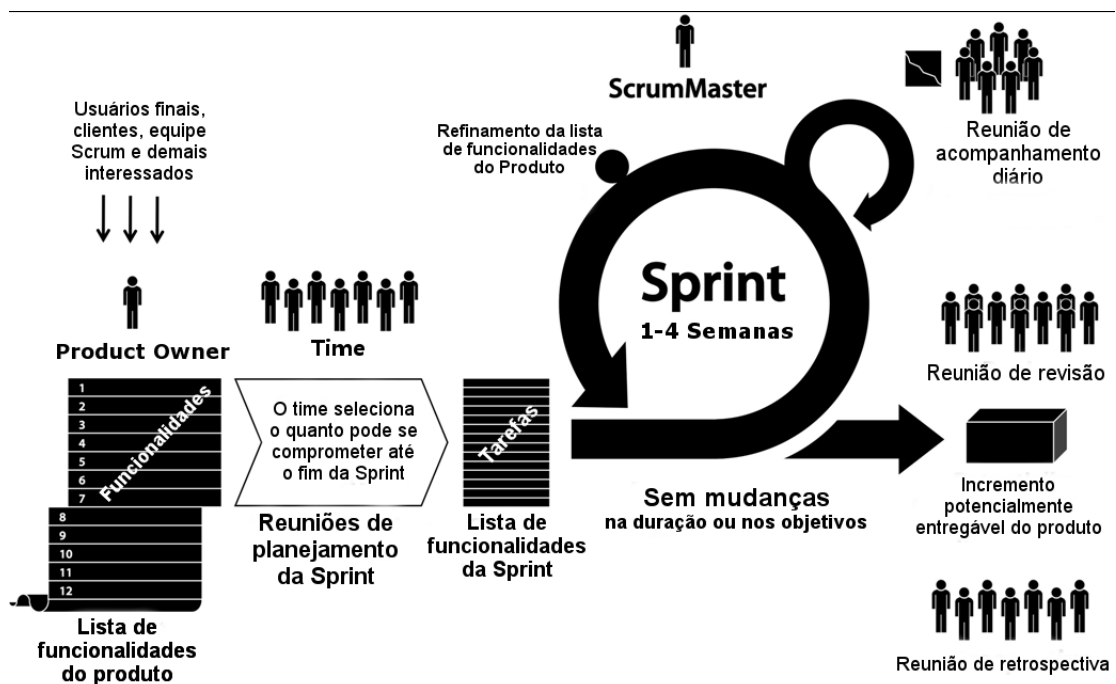 Usuários finais,
clientes, equipe
Scrum e demais
interessados
Product Owner
1
2
3
4
5
6
7
Funcionalidades
8
9
10
11
12
Lista de
funcionalidades
do produto
Time
O time seleciona
o quanto pode se
comprometer até
o fim da Sprint
Reuniões de
planejamento
da Sprint
Tarefas
Lista de
funcionalidades
da Sprint
ScrumMaster
Refinamento da lista
de funcionalidades
do Produto
Sprint
1-4 Semanas
Sem mudanças
na duração ou nos objetivos
Reunião de
acompanhamento
diário
Reunião de revisão
Incremento
potencialmente
entregável do produto
Reunião de retrospectiva